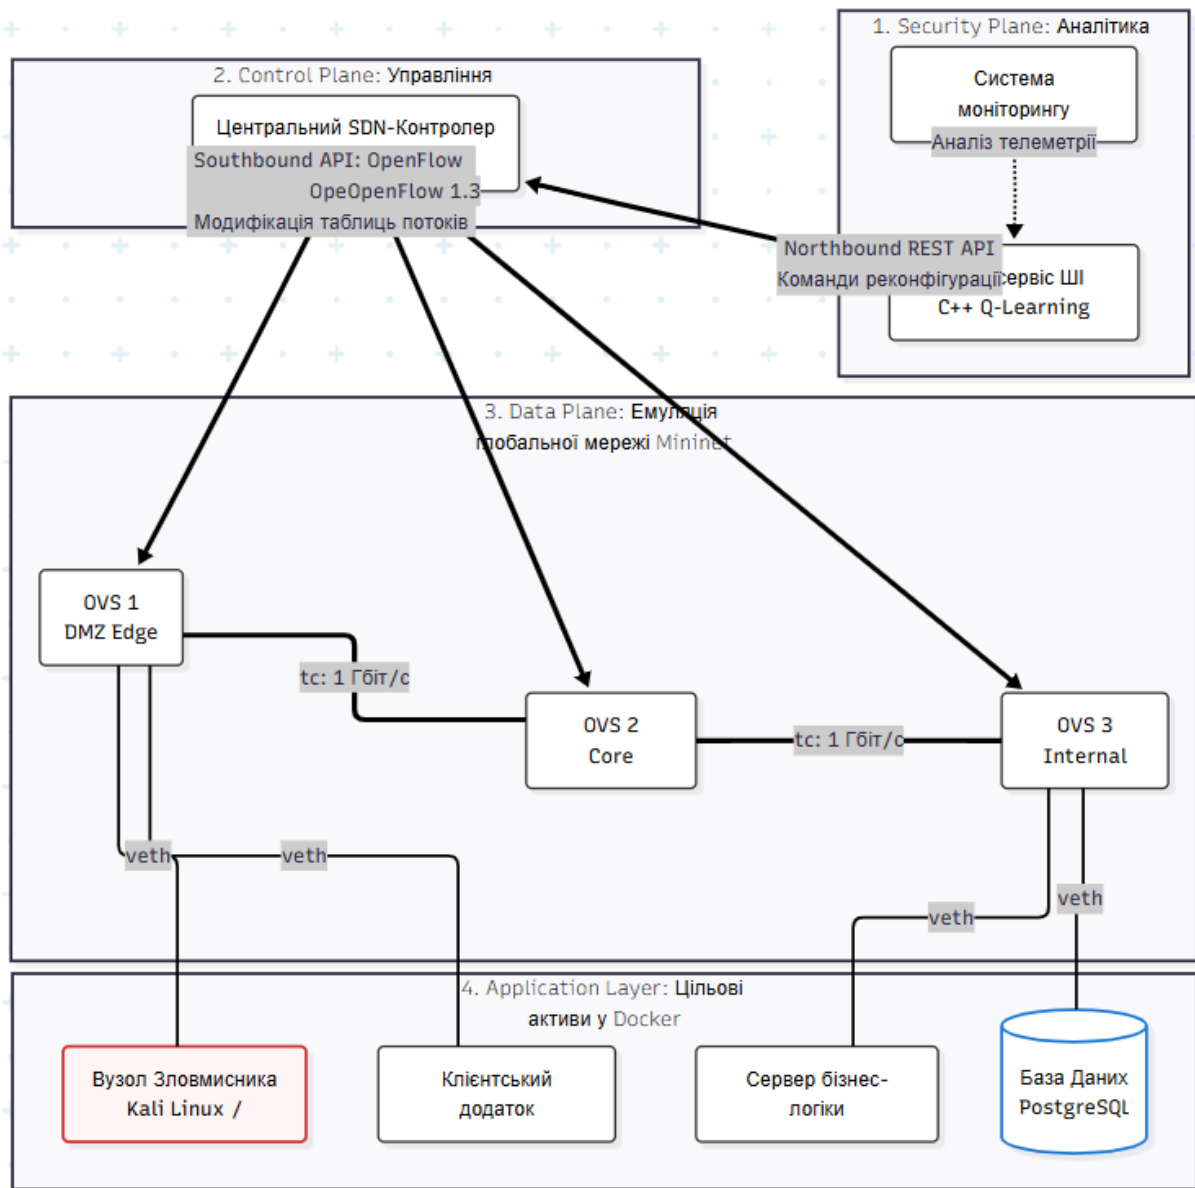 1. Security Plane: Аналітика
Система
моніторингу
Аналіз телеметрії
2. Control Plane: Управління
Центральний SDN-Контролер
Southbound API: OpenFlow
OpeOpenFlow 1.3
Модифікація таблиць потоків
Northbound REST API
Команди реконфігурації
сервіс ШІ
C++ Q-Learning
3. Data Plane: Емуляція
глобальної мережі Mininet
OVS 1
DMZ Edge
tc: 1 Гбіт/с
OVS 2
Core
tc: 1 Гбіт/с
OVS 3
Internal
veth
veth
veth
veth
4. Application Layer: Цільові
активи у Docker
Вузол Зловмисника
Kali Linux /
Клієнтський
додаток
Сервер бізнес-
логіки
База Даних
PostgreSQL